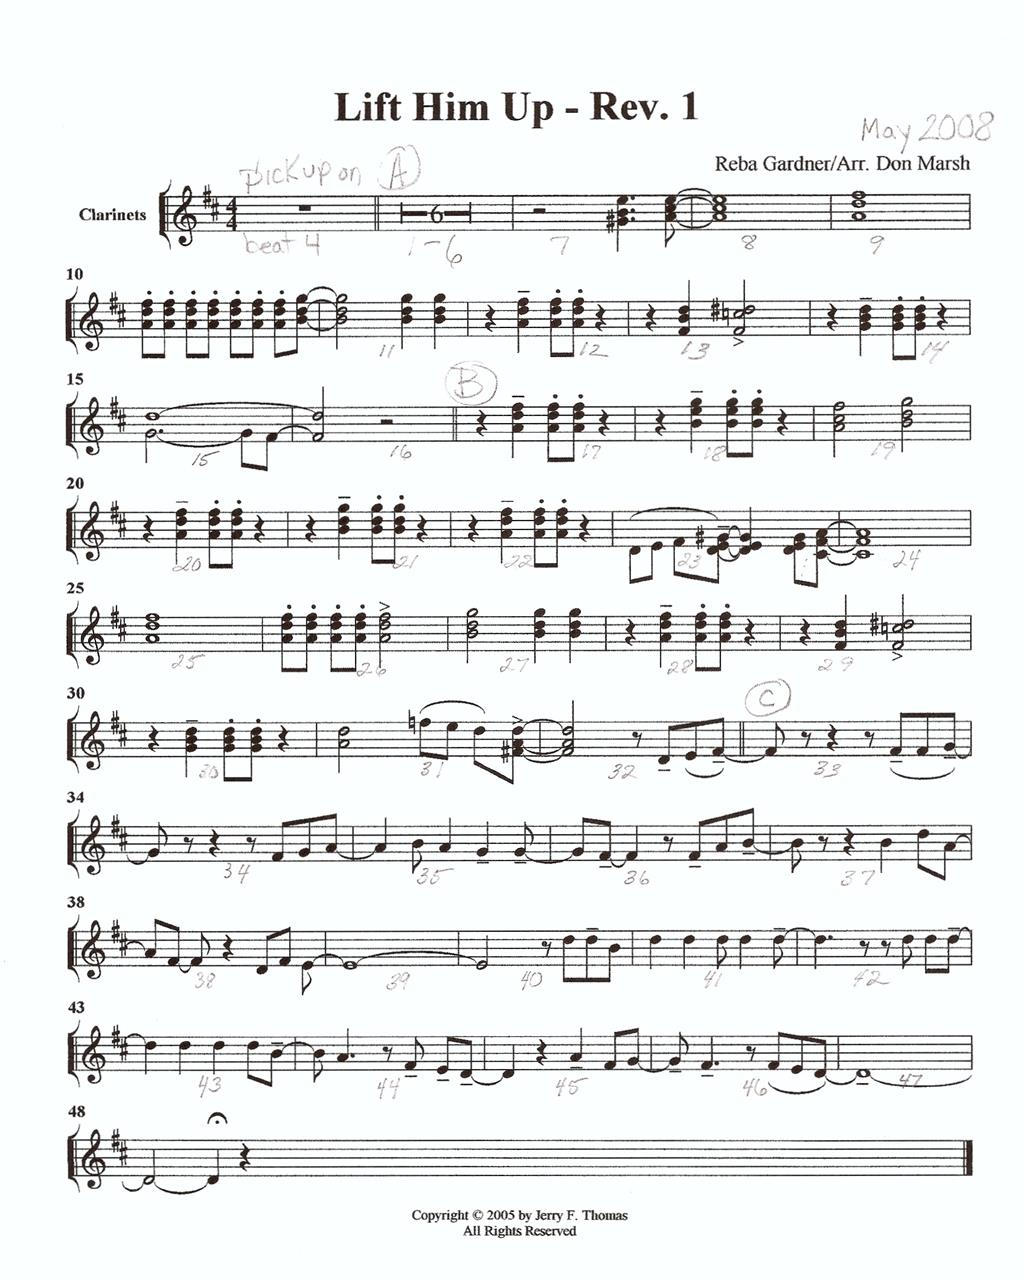 Lift Him Up - Rev. 1
May 2008
Reba Gardner/Arr. Don Marsh
pickup on A
Clarinets
4 4
6
beat 4 1-6 7 8 9
10
11 12 13 14
15
B
15 16 17 18 19
20
20 21 22 23 24
25
25 26 27 28 29
30
C
30 31 32 33
34
34 35 36 37
38
38 39 40 41 42
43
43 44 45 46 47
48
Copyright © 2005 by Jerry F. Thomas
All Rights Reserved